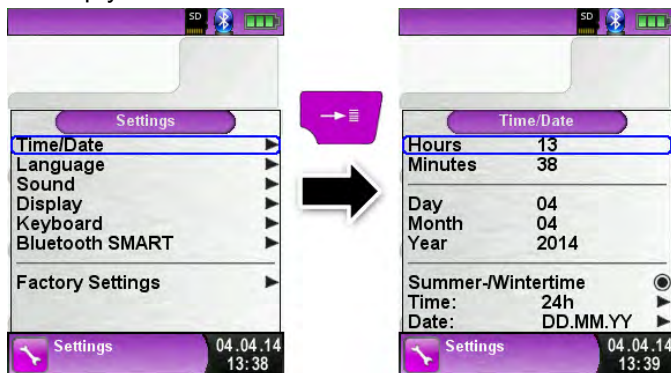 SD
Settings
Time/Date
Language
Sound
Display
Keyboard
Bluetooth SMART
Factory Settings
Settings
04.04.14
13:38
SD
Time/Date
Hours 13
Minutes 38
Day 04
Month 04
Year 2014
Summer-/Wintertime
Time: 24h
Date: DD.MM.YY
Settings
04.04.14
13:39